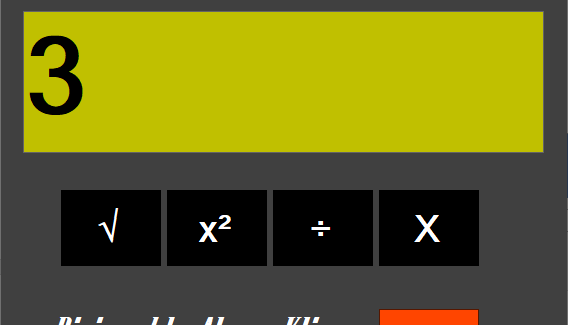 3
√ x² ÷ X